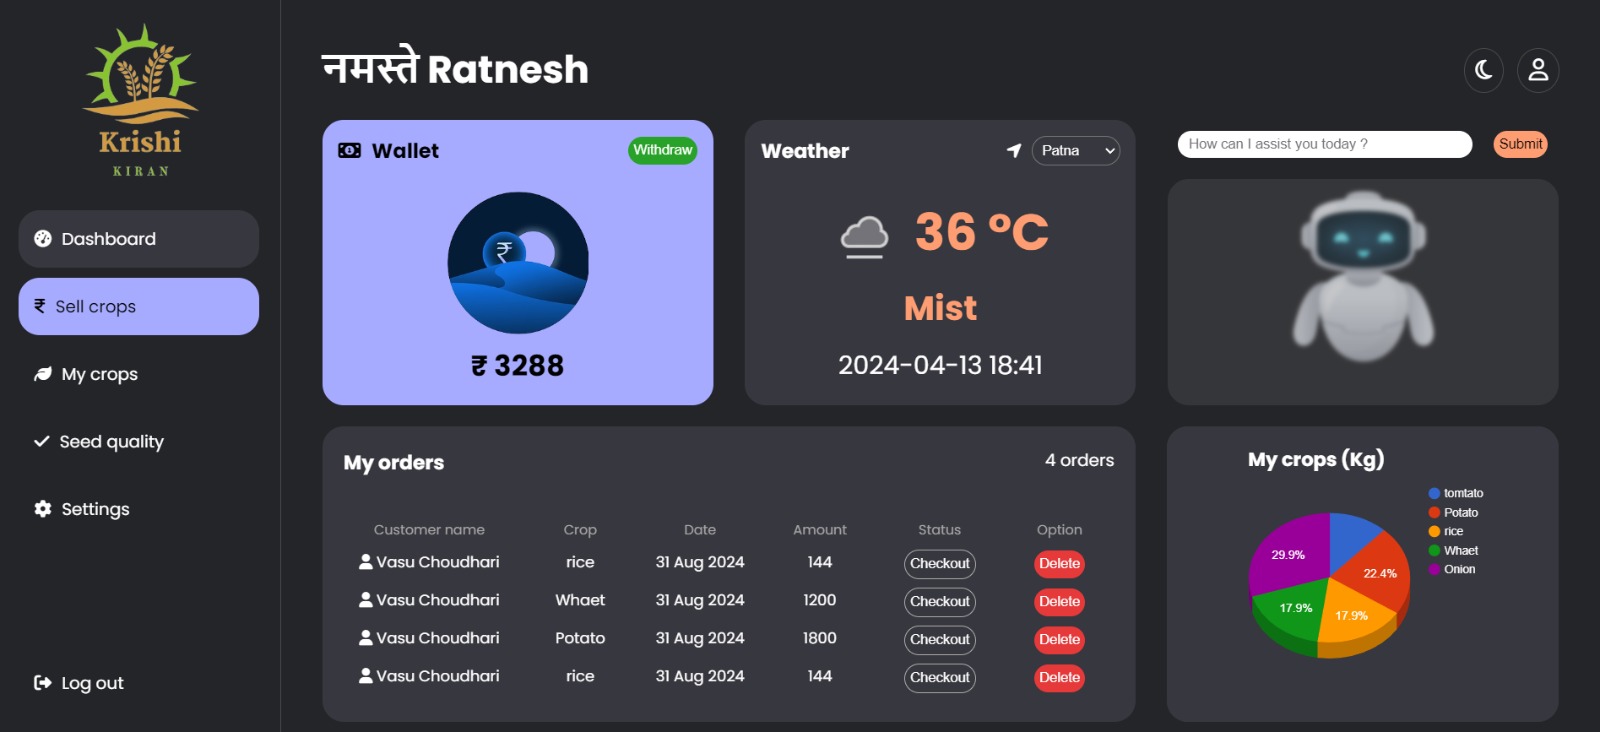 Krishi
KIRAN
Dashboard
₹ Sell crops
My crops
Seed quality
Settings
Log out
नमस्ते Ratnesh
Wallet Withdraw
₹
₹ 3288
Weather Patna
36 °C
Mist
2024-04-13 18:41
How can I assist you today ? Submit
My orders 4 orders
Customer name Crop Date Amount Status Option
Vasu Choudhari rice 31 Aug 2024 144 Checkout Delete
Vasu Choudhari Whaet 31 Aug 2024 1200 Checkout Delete
Vasu Choudhari Potato 31 Aug 2024 1800 Checkout Delete
Vasu Choudhari rice 31 Aug 2024 144 Checkout Delete
My crops (Kg)
tomtato
Potato
rice
Whaet
Onion
29.9%
22.4%
17.9%
17.9%